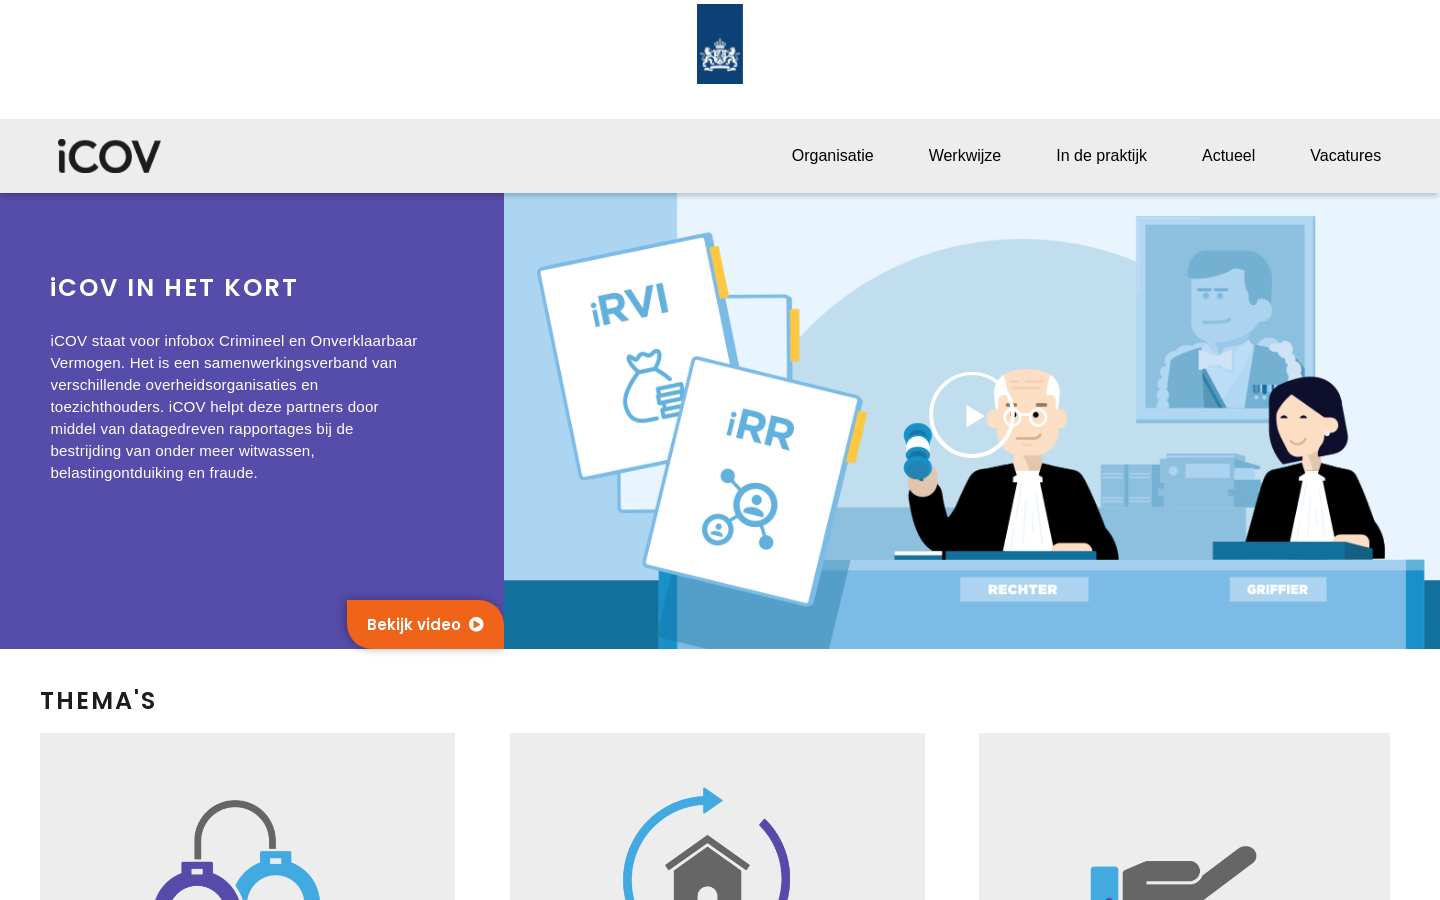 iCOV
Organisatie
Werkwijze
In de praktijk
Actueel
Vacatures
iCOV IN HET KORT
iCOV staat voor infobox Crimineel en Onverklaarbaar
Vermogen. Het is een samenwerkingsverband van
verschillende overheidsorganisaties en
toezichthouders. iCOV helpt deze partners door
middel van datagedreven rapportages bij de
bestrijding van onder meer witwassen,
belastingontduiking en fraude.
Bekijk video
iRVI
iRR
RECHTER
GRIFFIER
THEMA'S